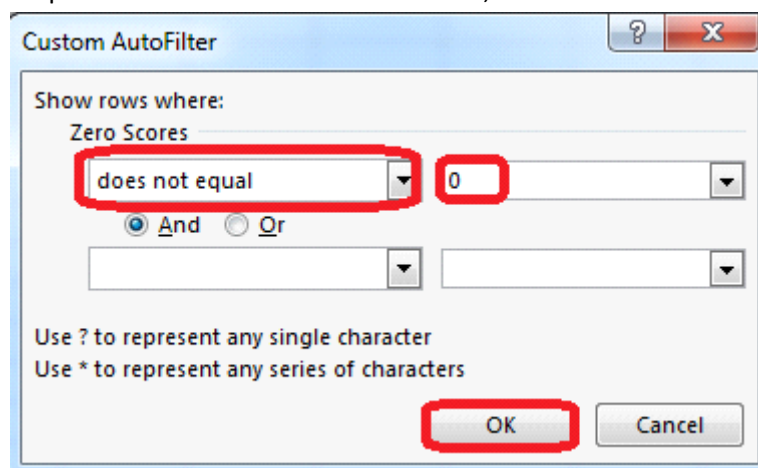 Custom AutoFilter
Show rows where:
Zero Scores
does not equal 0
And Or
Use ? to represent any single character
Use * to represent any series of characters
OK Cancel